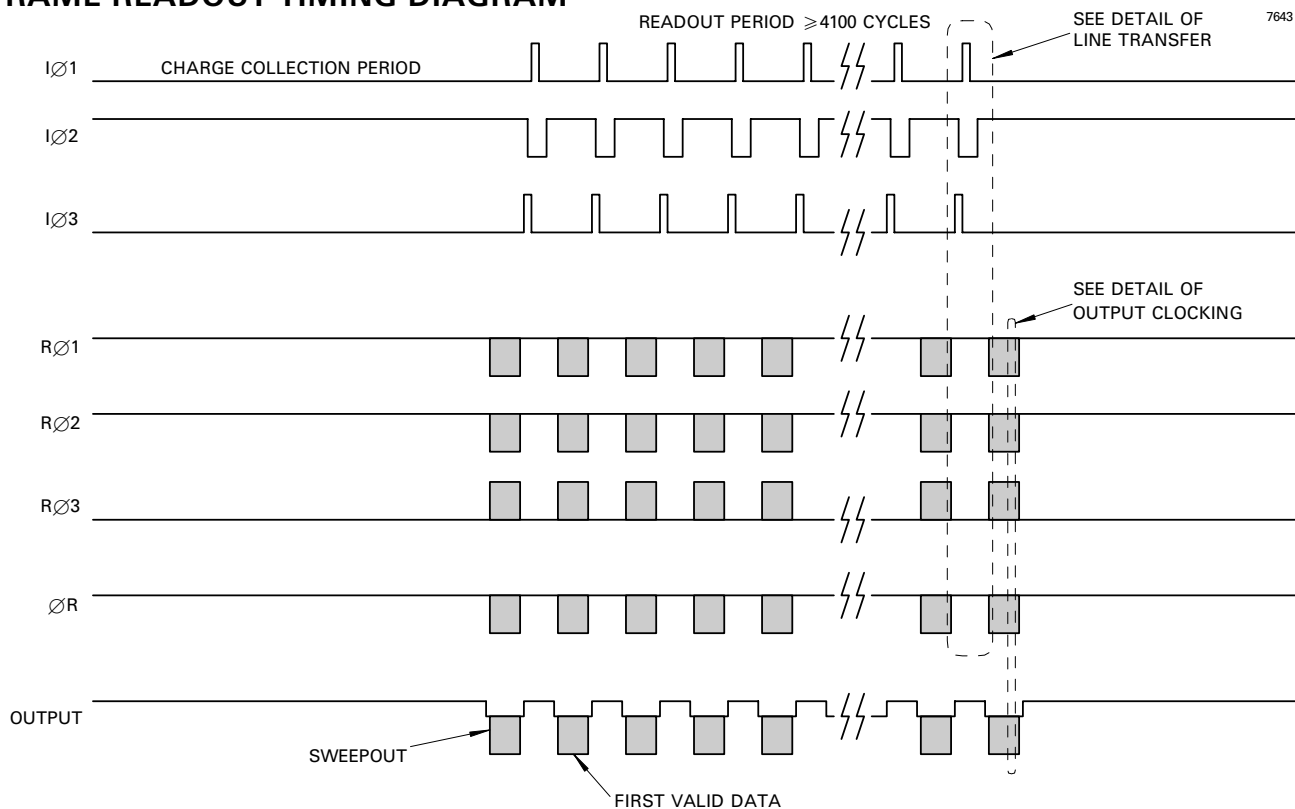 RAME READOUT TIMING DIAGRAM
READOUT PERIOD ⩾4100 CYCLES
SEE DETAIL OF
LINE TRANSFER
7643
I∅1
CHARGE COLLECTION PERIOD
I∅2
I∅3
SEE DETAIL OF
OUTPUT CLOCKING
R∅1
R∅2
R∅3
∅R
OUTPUT
SWEEPOUT
FIRST VALID DATA